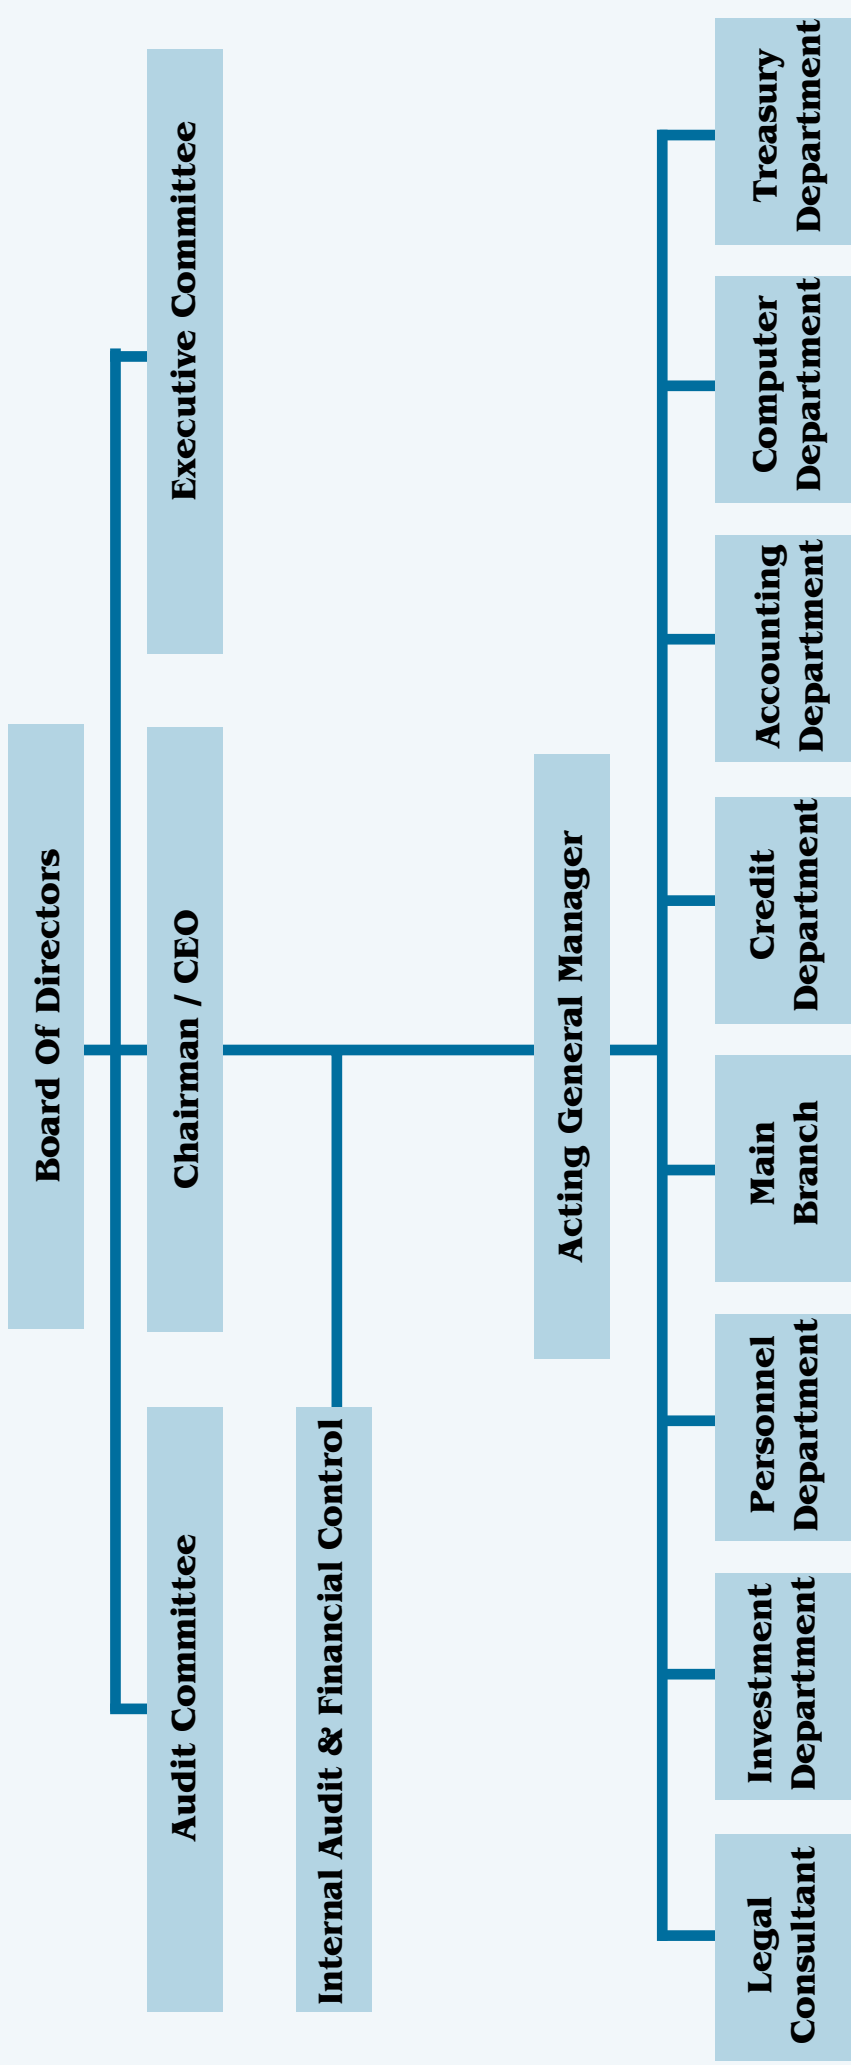 Board Of Directors
Audit Committee
Chairman / CEO
Executive Committee
Internal Audit & Financial Control
Acting General Manager
Legal
Consultant
Investment
Department
Personnel
Department
Main
Branch
Credit
Department
Accounting
Department
Computer
Department
Treasury
Department